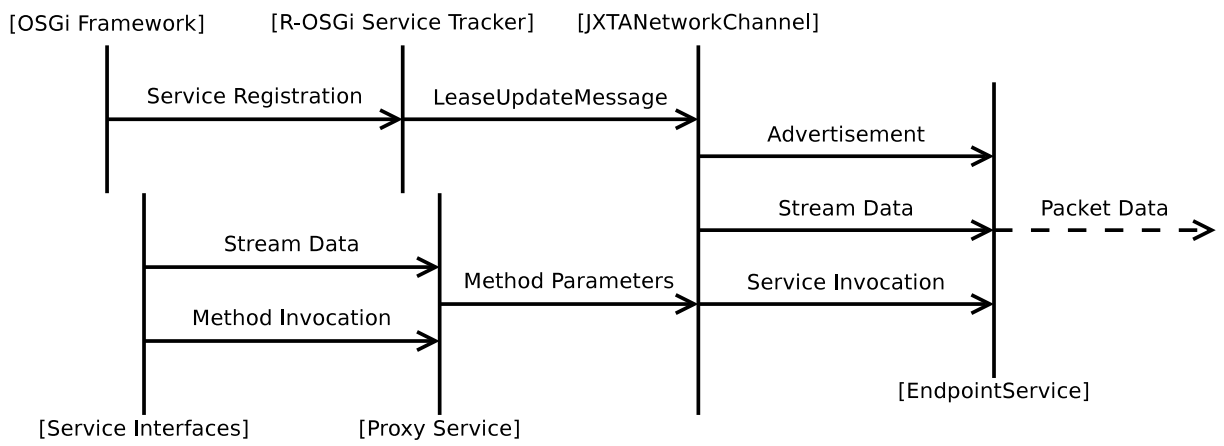 [OSGi Framework]
[R-OSGi Service Tracker]
[JXTANetworkChannel]
Service Registration
LeaseUpdateMessage
Advertisement
Stream Data
Packet Data
Stream Data
Method Parameters
Service Invocation
Method Invocation
[EndpointService]
[Service Interfaces]
[Proxy Service]